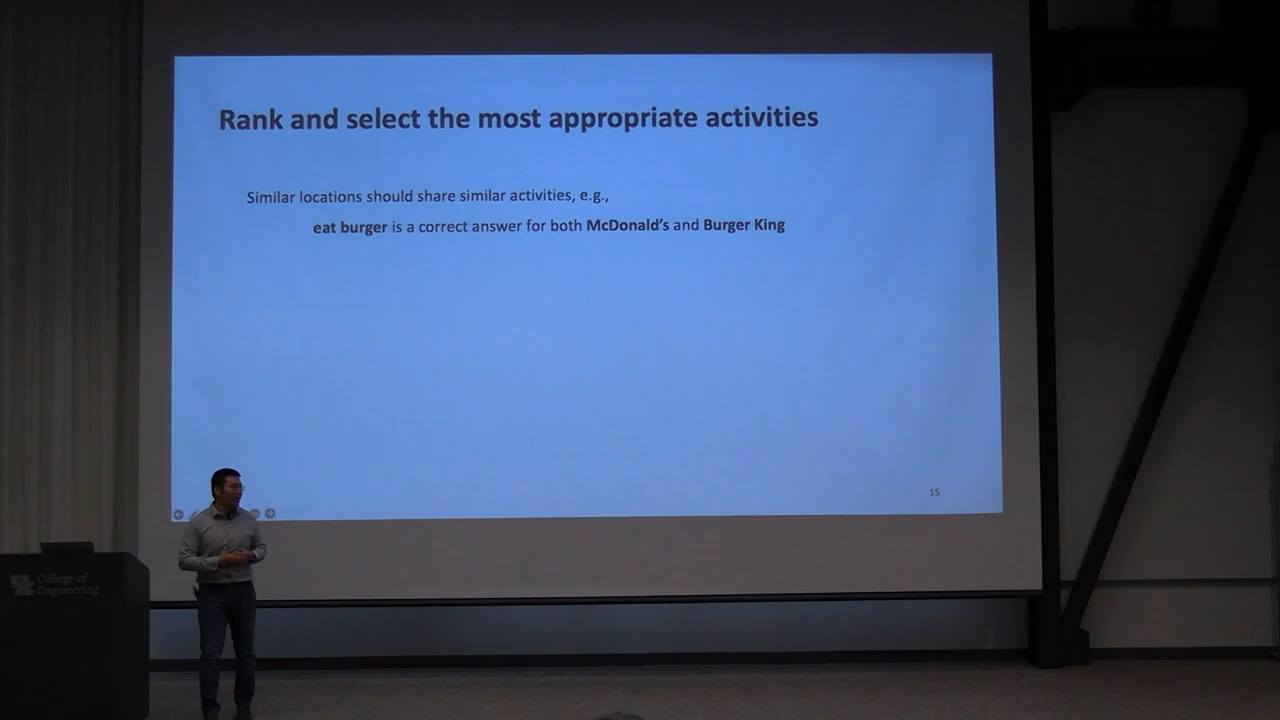 Rank and select the most appropriate activities
Similar locations should share similar activities, e.g.,
eat burger is a correct answer for both McDonald's and Burger King
15
UK College of
Engineering